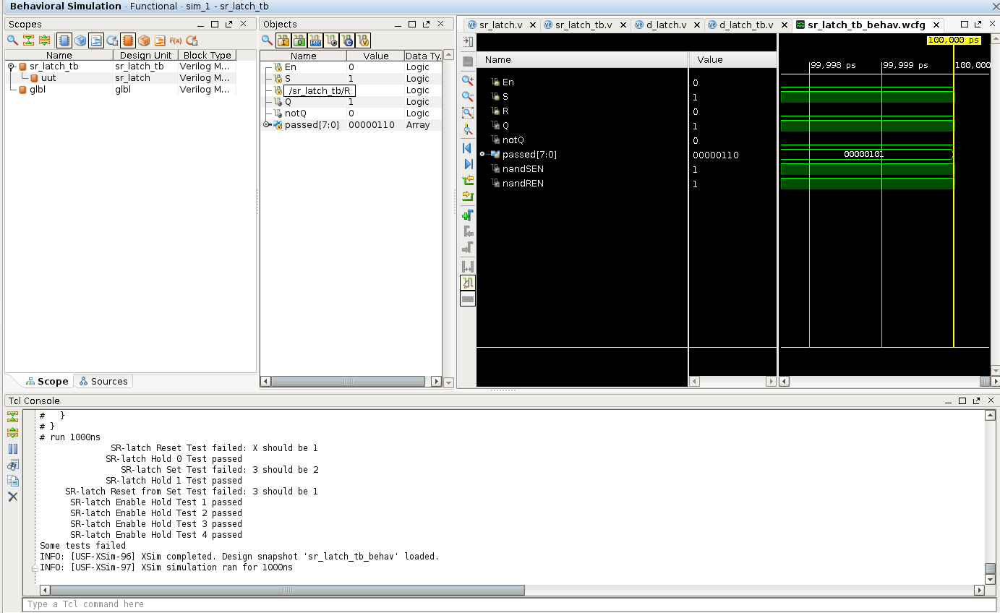 Behavioral Simulation - Functional - sim_1 - sr_latch_tb
Scopes
Name Design Unit Block Type
sr_latch_tb sr_latch_tb Verilog M...
uut sr_latch Verilog M...
glbl glbl Verilog M...
Scope Sources
Objects
Name Value Data Ty.
En 0 Logic
S 1 Logic
/sr_latch_tb/R Logic
Q 1 Logic
notQ 0 Logic
passed[7:0] 00000110 Array
sr_latch.v sr_latch_tb.v d_latch.v d_latch_tb.v sr_latch_tb_behav.wcfg
100,000 ps
Name Value
99,998 ps 99,999 ps 100,000
En 0
S 1
R 0
Q 1
notQ 0
passed[7:0] 00000110 00000101
nandSEN 1
nandREN 1
Tcl Console
# }
# }
# run 1000ns
SR-latch Reset Test failed: X should be 1
SR-latch Hold 0 Test passed
SR-latch Set Test failed: 3 should be 2
SR-latch Hold 1 Test passed
SR-latch Reset from Set Test failed: 3 should be 1
SR-latch Enable Hold Test 1 passed
SR-latch Enable Hold Test 2 passed
SR-latch Enable Hold Test 3 passed
SR-latch Enable Hold Test 4 passed
Some tests failed
INFO: [USF-XSim-96] XSim completed. Design snapshot 'sr_latch_tb_behav' loaded.
INFO: [USF-XSim-97] XSim simulation ran for 1000ns
Type a Tcl command here